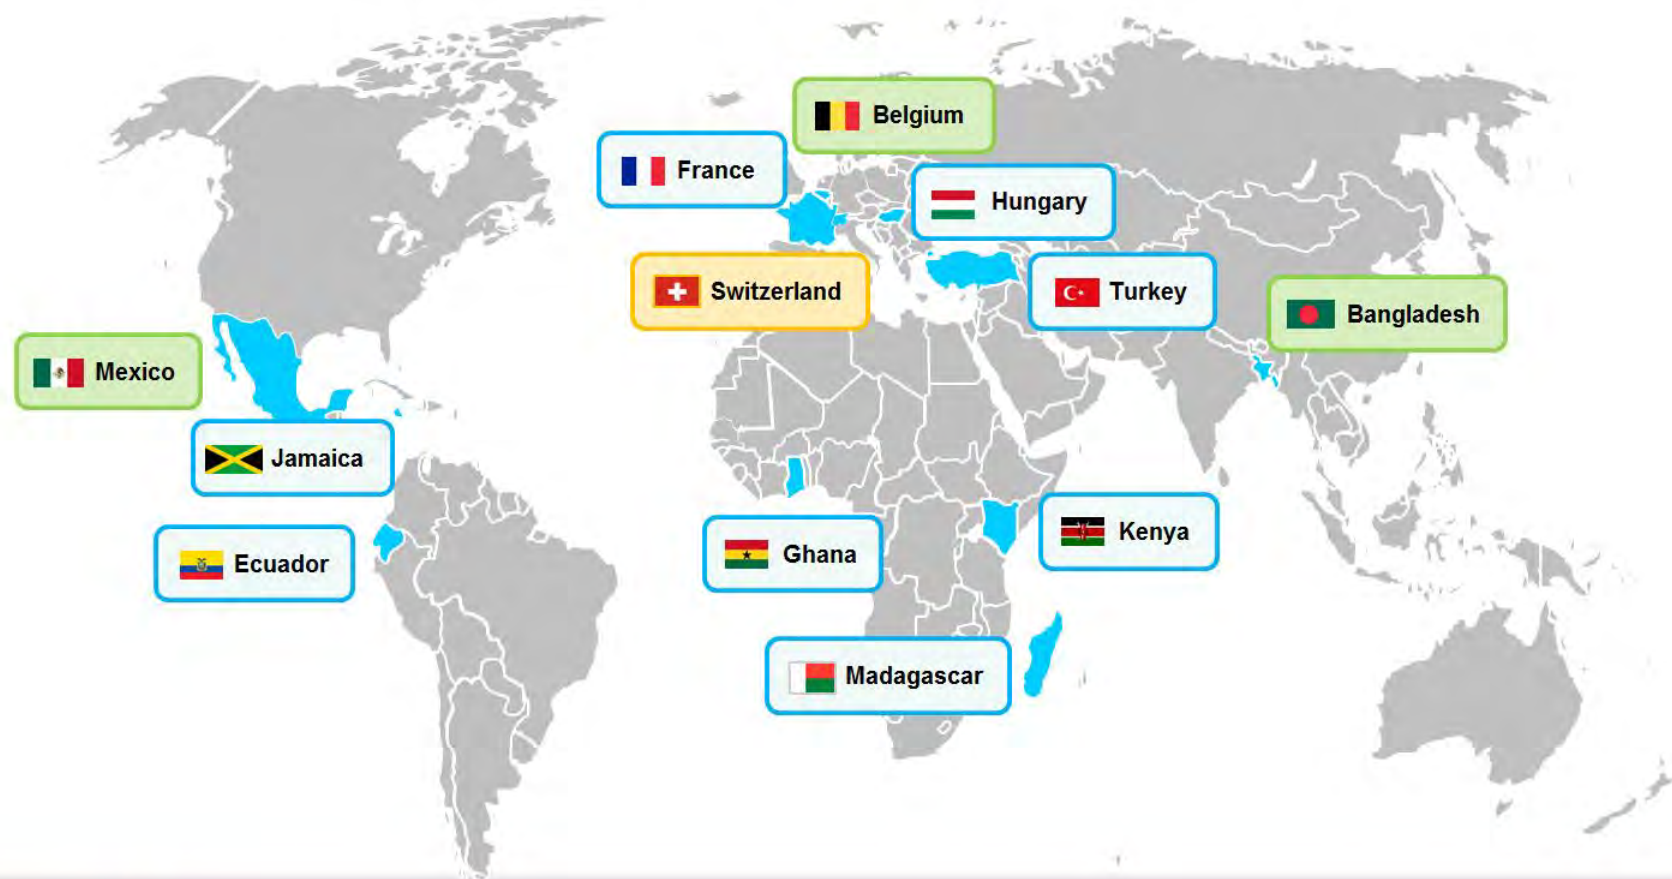 Belgium
France
Hungary
Switzerland
Turkey
Bangladesh
Mexico
Jamaica
Kenya
Ghana
Ecuador
Madagascar